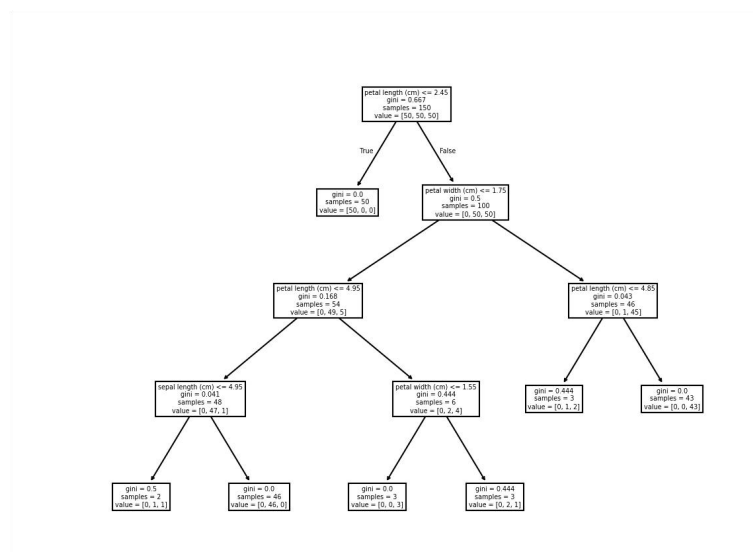 petal length (cm) <= 2.45
gini = 0.667
samples = 150
value = [50, 50, 50]
True
False
gini = 0.0
samples = 50
value = [50, 0, 0]
petal width (cm) <= 1.75
gini = 0.5
samples = 100
value = [0, 50, 50]
petal length (cm) <= 4.95
gini = 0.168
samples = 54
value = [0, 49, 5]
petal length (cm) <= 4.85
gini = 0.043
samples = 46
value = [0, 1, 45]
sepal length (cm) <= 4.95
gini = 0.041
samples = 48
value = [0, 47, 1]
petal width (cm) <= 1.55
gini = 0.444
samples = 6
value = [0, 2, 4]
gini = 0.444
samples = 3
value = [0, 1, 2]
gini = 0.0
samples = 43
value = [0, 0, 43]
gini = 0.5
samples = 2
value = [0, 1, 1]
gini = 0.0
samples = 46
value = [0, 46, 0]
gini = 0.0
samples = 3
value = [0, 0, 3]
gini = 0.444
samples = 3
value = [0, 2, 1]